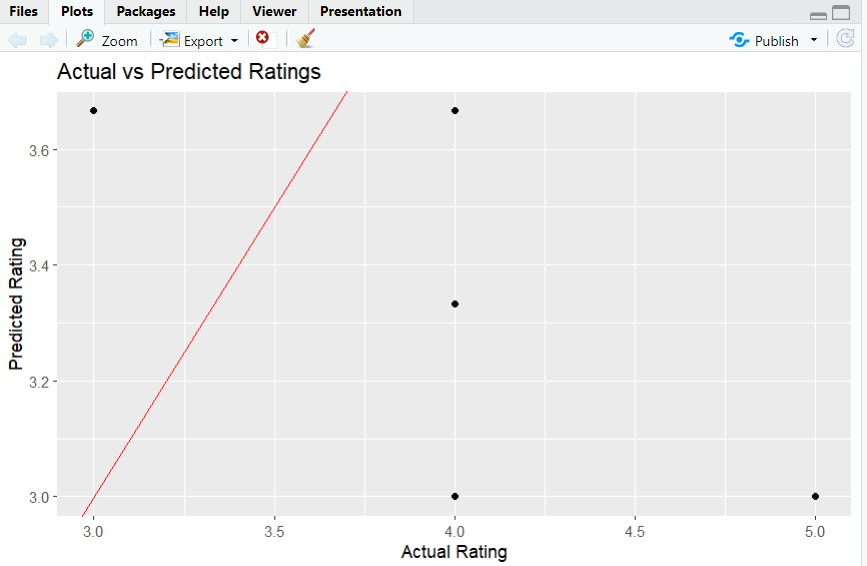 Files Plots Packages Help Viewer Presentation
Zoom Export Publish
Actual vs Predicted Ratings
Predicted Rating
3.6
3.4
3.2
3.0
3.0 3.5 4.0 4.5 5.0
Actual Rating